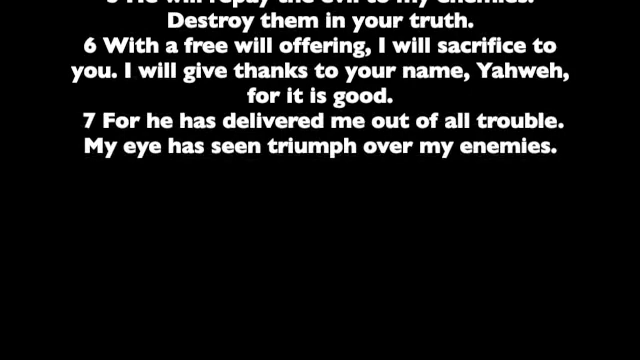 5 He will repay the evil to my enemies.
Destroy them in your truth.
6 With a free will offering, I will sacrifice to
you. I will give thanks to your name, Yahweh,
for it is good.
7 For he has delivered me out of all trouble.
My eye has seen triumph over my enemies.